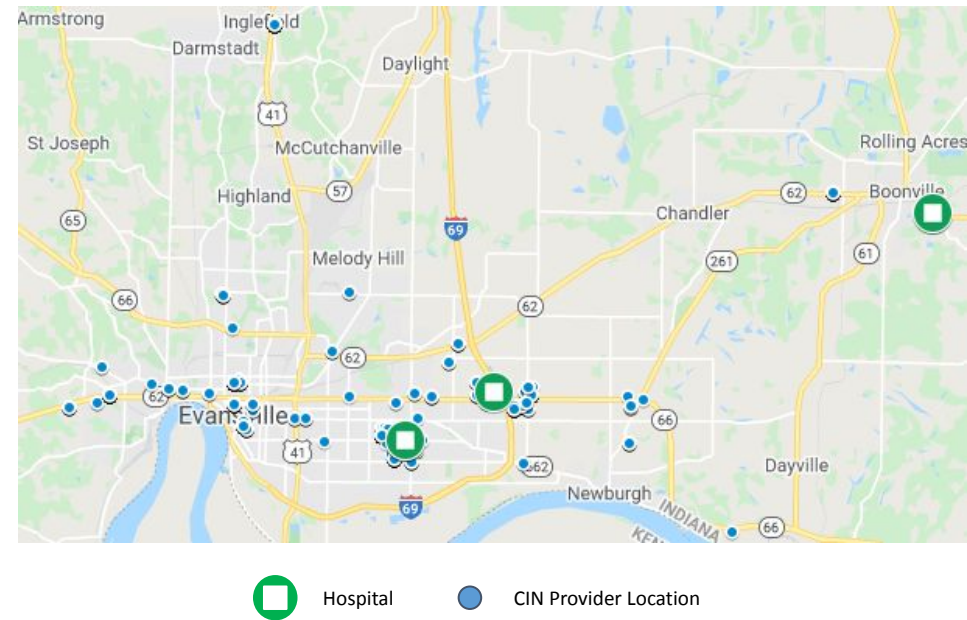 Armstrong
Inglefield
Darmstadt
Daylight
41
St Joseph
McCutchanville
Rolling Acres
57
62
Boonville
Highland
Chandler
65
69
61
Melody Hill
261
66
62
62
62
Evansville
66
41
662
Dayville
Newburgh
69
INDIANA
66
Hospital
CIN Provider Location